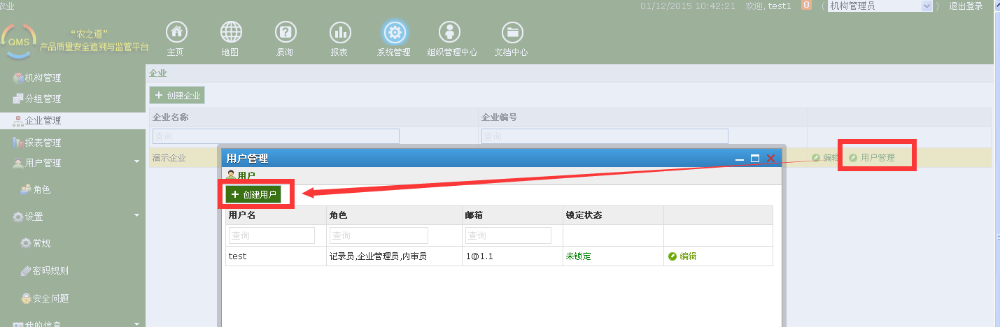 农业
01/12/2015 10:42:21 欢迎, test1 0 ( 机构管理员 ) 退出登录
QMS
“农之道”
产品质量安全追溯与监管平台
主页 地图 质询 报表 系统管理 组织管理中心 文档中心
机构管理
分组管理
企业管理
报表管理
用户管理
角色
设置
常规
密码规则
安全问题
我的信息
企业
+ 创建企业
企业名称 企业编号
查询 查询
演示企业 编辑 用户管理
用户管理
用户
+ 创建用户
用户名 角色 邮箱 锁定状态
查询 查询 查询
test 记录员,企业管理员,内审员 1@1.1 未锁定 编辑